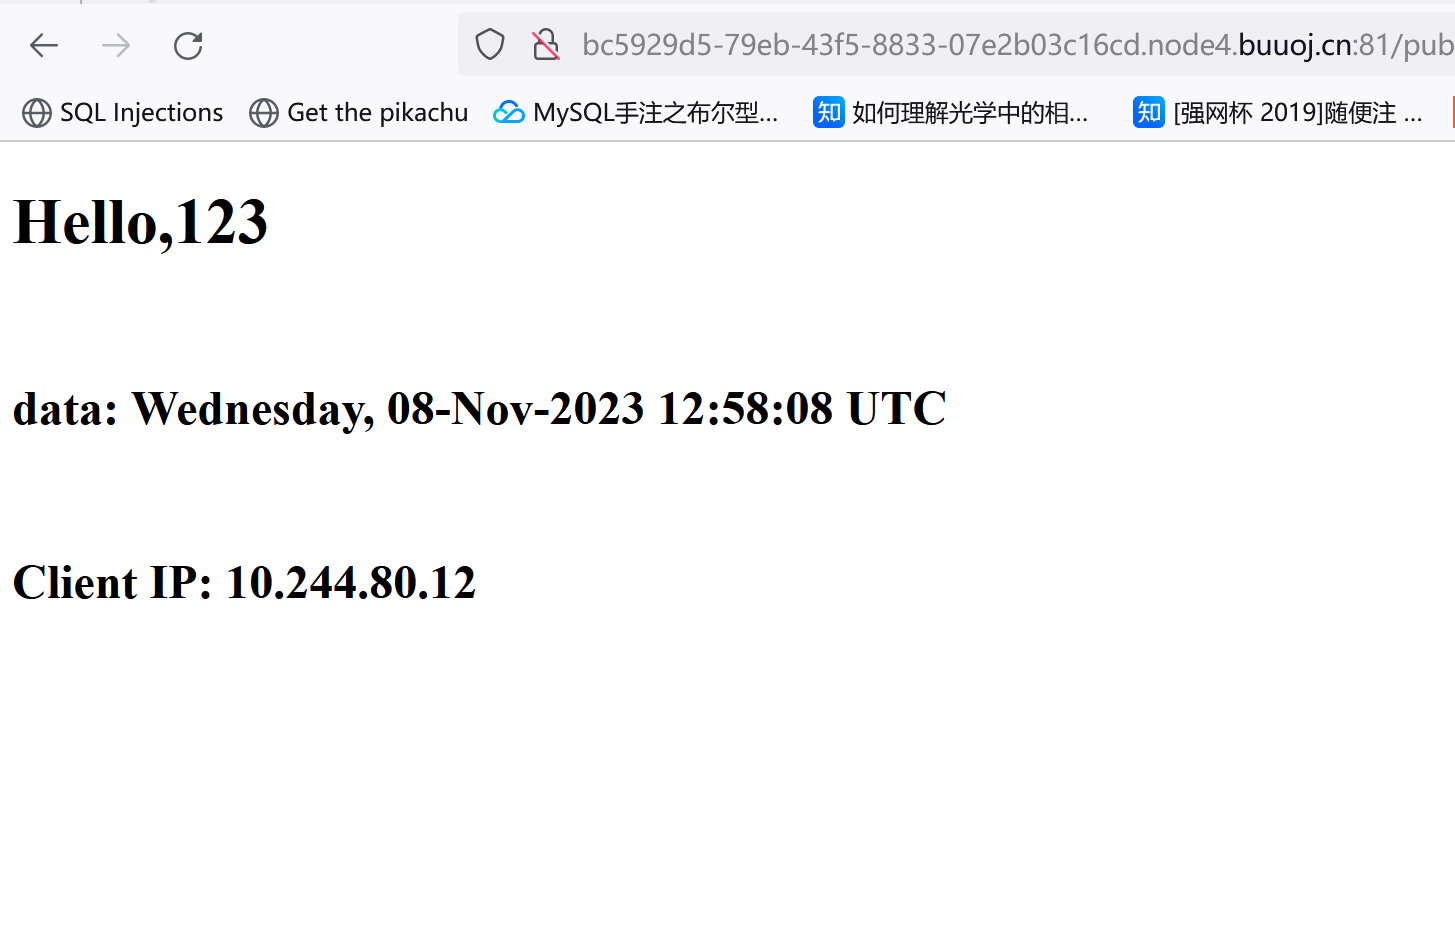 bc5929d5-79eb-43f5-8833-07e2b03c16cd.node4.buuoj.cn:81/pub
SQL Injections Get the pikachu MySQL手注之布尔型... 知 如何理解光学中的相... 知 [强网杯 2019]随便注 ...
Hello,123
data: Wednesday, 08-Nov-2023 12:58:08 UTC
Client IP: 10.244.80.12